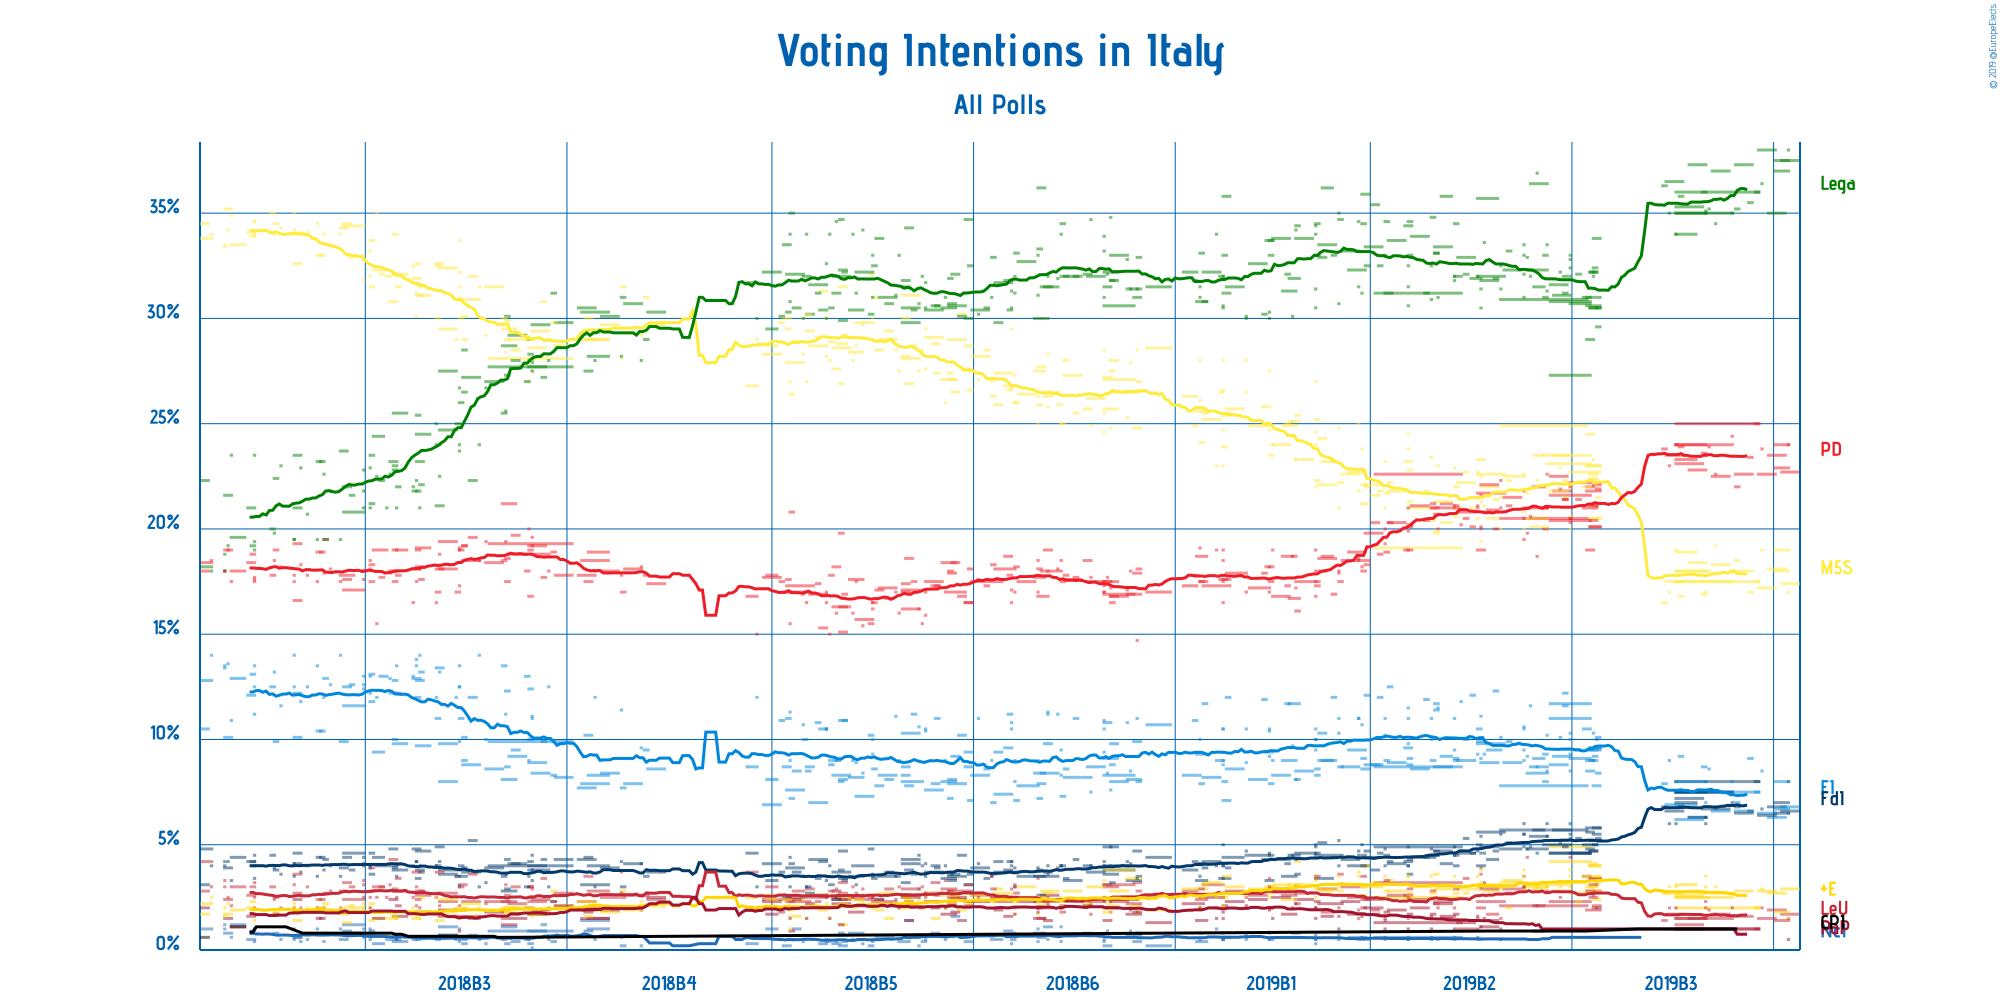 © 2019 @EuropeElects
Voting Intentions in Italy
All Polls
35%
30%
25%
20%
15%
10%
5%
0%
Lega
PD
M5S
FI
FdI
+E
LeU
2018B3
2018B4
2018B5
2018B6
2019B1
2019B2
2019B3